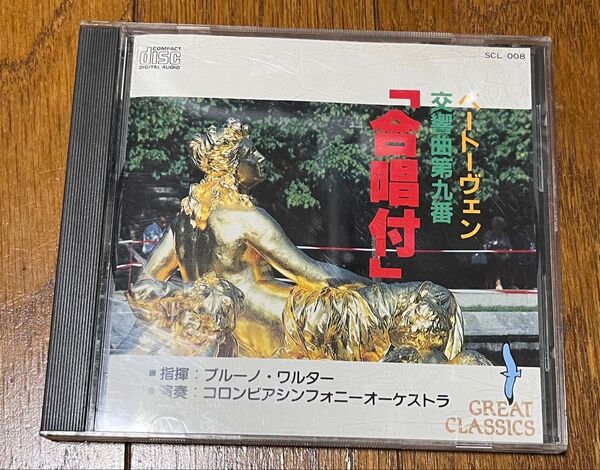 COMPACT
disc
DIGITAL AUDIO
SCL-008
ベートーヴェン
交響曲第九番
「合唱付」
■指揮：ブルーノ・ワルター
■演奏：コロンビアシンフォニーオーケストラ
GREAT
CLASSICS